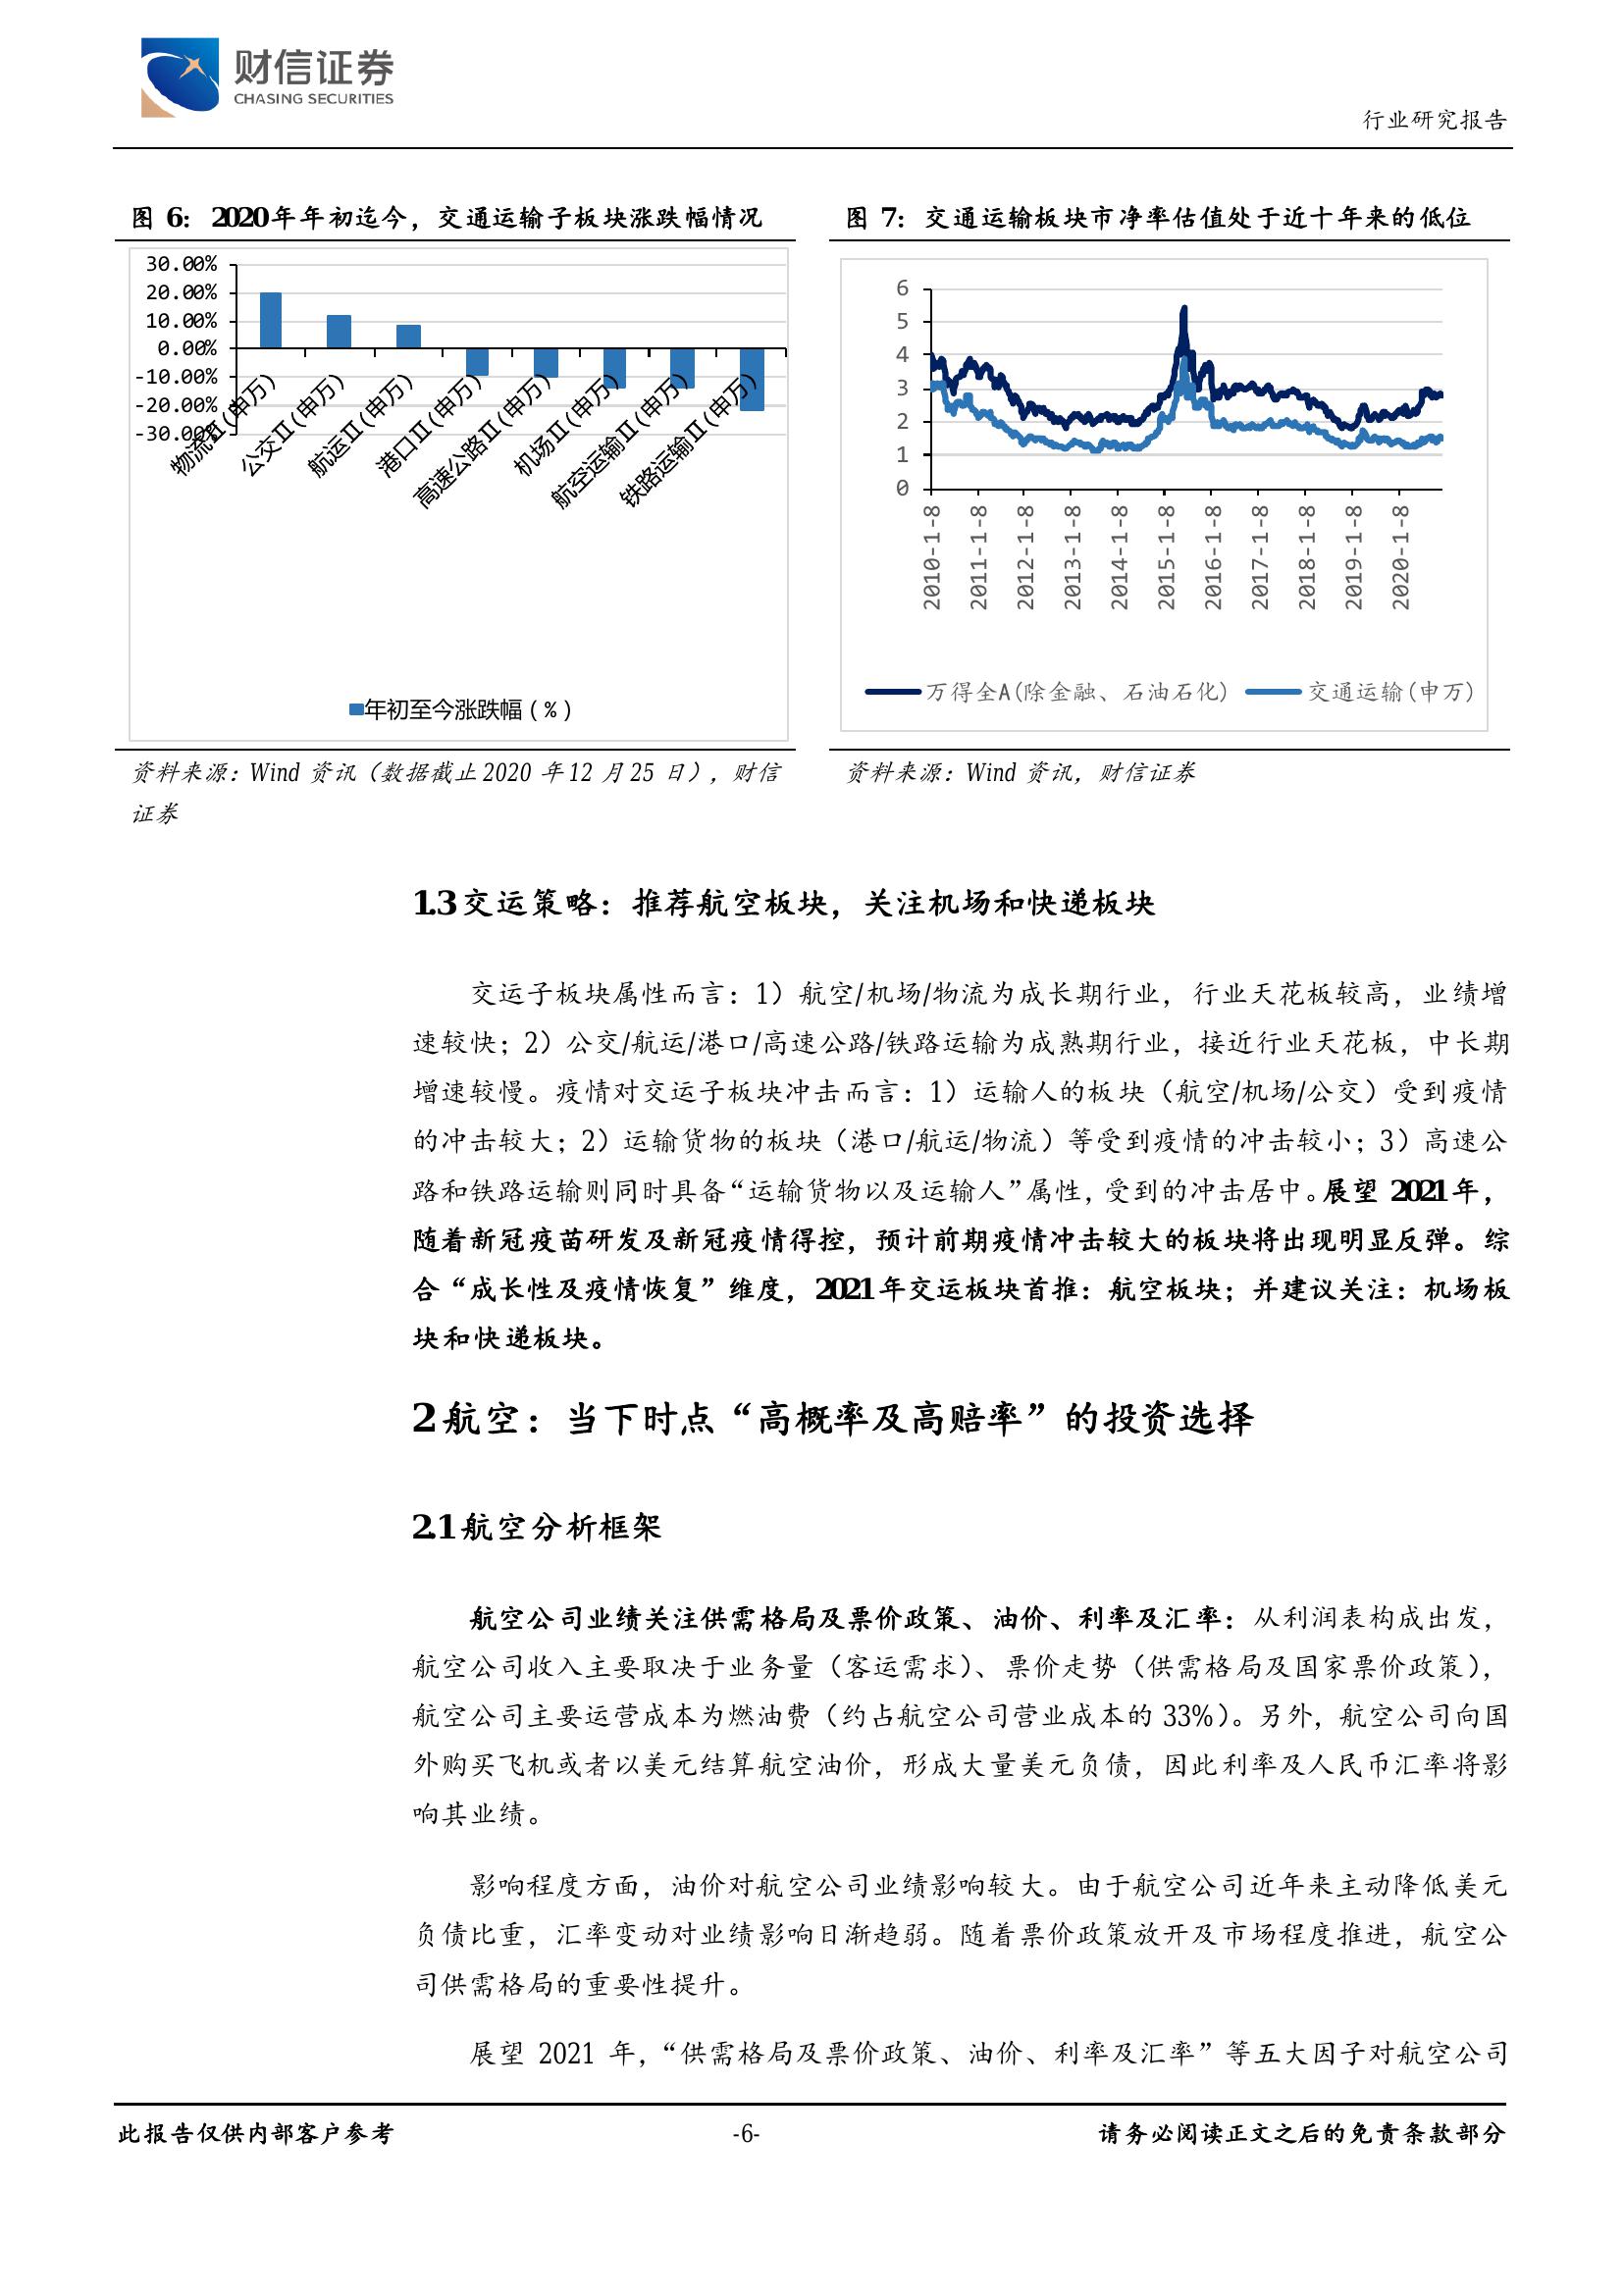 财信证券
CHASING SECURITIES
行业研究报告
图 6: 2020年年初迄今，交通运输子板块涨跌幅情况
30.00%
20.00%
10.00%
0.00%
-10.00%
-20.00%
-30.00%
物流Ⅱ(申万)
公交Ⅱ(申万)
航运Ⅱ(申万)
港口Ⅱ(申万)
高速公路Ⅱ(申万)
机场Ⅱ(申万)
航空运输Ⅱ(申万)
铁路运输Ⅱ(申万)
年初至今涨跌幅(%)
资料来源：Wind 资讯（数据截止2020 年12 月25 日），财信
证券
图 7: 交通运输板块市净率估值处于近十年来的低位
6
5
4
3
2
1
0
2010-1-8
2011-1-8
2012-1-8
2013-1-8
2014-1-8
2015-1-8
2016-1-8
2017-1-8
2018-1-8
2019-1-8
2020-1-8
万得全A(除金融、石油石化) 交通运输(申万)
资料来源：Wind 资讯，财信证券
1.3交运策略：推荐航空板块，关注机场和快递板块
交运子板块属性而言：1）航空/机场/物流为成长期行业，行业天花板较高，业绩增
速较快；2）公交/航运/港口/高速公路/铁路运输为成熟期行业，接近行业天花板，中长期
增速较慢。疫情对交运子板块冲击而言：1）运输人的板块（航空/机场/公交）受到疫情
的冲击较大；2）运输货物的板块（港口/航运/物流）等受到疫情的冲击较小；3）高速公
路和铁路运输则同时具备“运输货物以及运输人”属性，受到的冲击居中。展望 2021年，
随着新冠疫苗研发及新冠疫情得控，预计前期疫情冲击较大的板块将出现明显反弹。综
合“成长性及疫情恢复”维度，2021年交运板块首推：航空板块；并建议关注：机场板
块和快递板块。
2航空：当下时点“高概率及高赔率”的投资选择
2.1航空分析框架
航空公司业绩关注供需格局及票价政策、油价、利率及汇率：从利润表构成出发，
航空公司收入主要取决于业务量（客运需求）、票价走势（供需格局及国家票价政策），
航空公司主要运营成本为燃油费（约占航空公司营业成本的 33%）。另外，航空公司向国
外购买飞机或者以美元结算航空油价，形成大量美元负债，因此利率及人民币汇率将影
响其业绩。
影响程度方面，油价对航空公司业绩影响较大。由于航空公司近年来主动降低美元
负债比重，汇率变动对业绩影响日渐趋弱。随着票价政策放开及市场程度推进，航空公
司供需格局的重要性提升。
展望 2021 年，“供需格局及票价政策、油价、利率及汇率”等五大因子对航空公司
此报告仅供内部客户参考
-6-
请务必阅读正文之后的免责条款部分